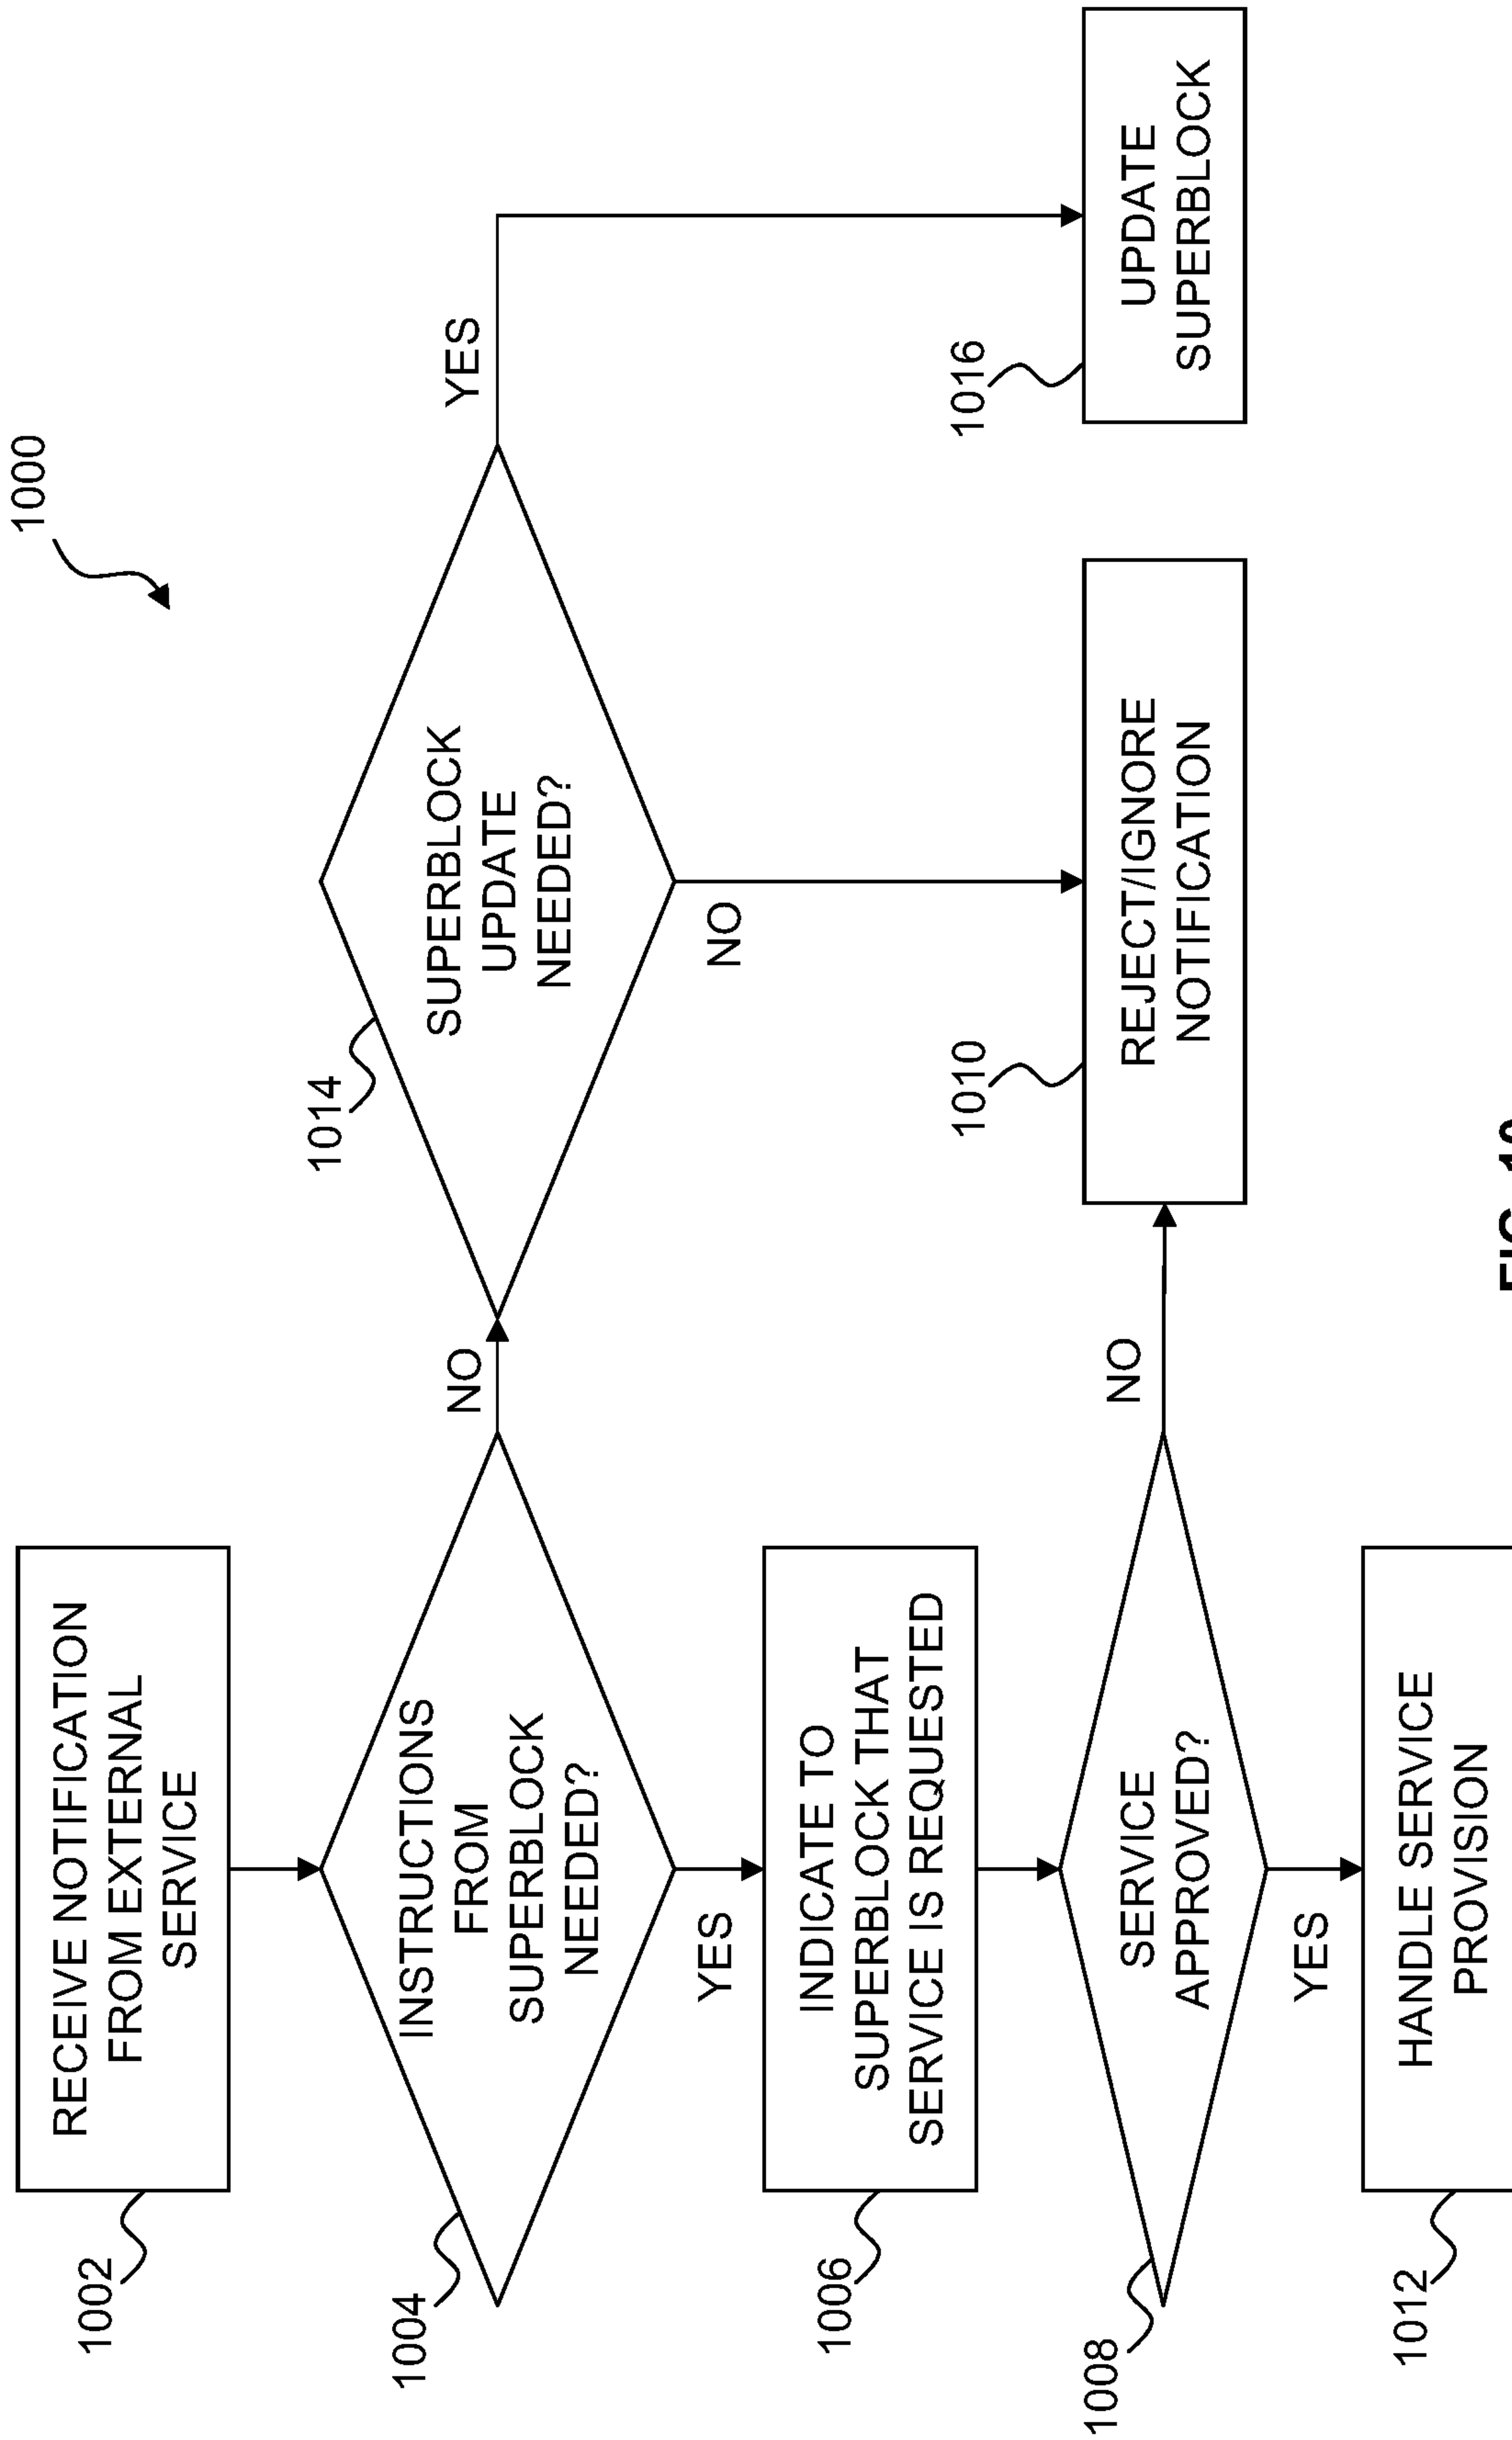 1000
1002
RECEIVE NOTIFICATION
FROM EXTERNAL
SERVICE
1004
INSTRUCTIONS
FROM
SUPERBLOCK
NEEDED?
NO
YES
1014
SUPERBLOCK
UPDATE
NEEDED?
YES
NO
1006
INDICATE TO
SUPERBLOCK THAT
SERVICE IS REQUESTED
1008
SERVICE
APPROVED?
NO
YES
1010
REJECT/IGNORE
NOTIFICATION
1016
UPDATE
SUPERBLOCK
1012
HANDLE SERVICE
PROVISION